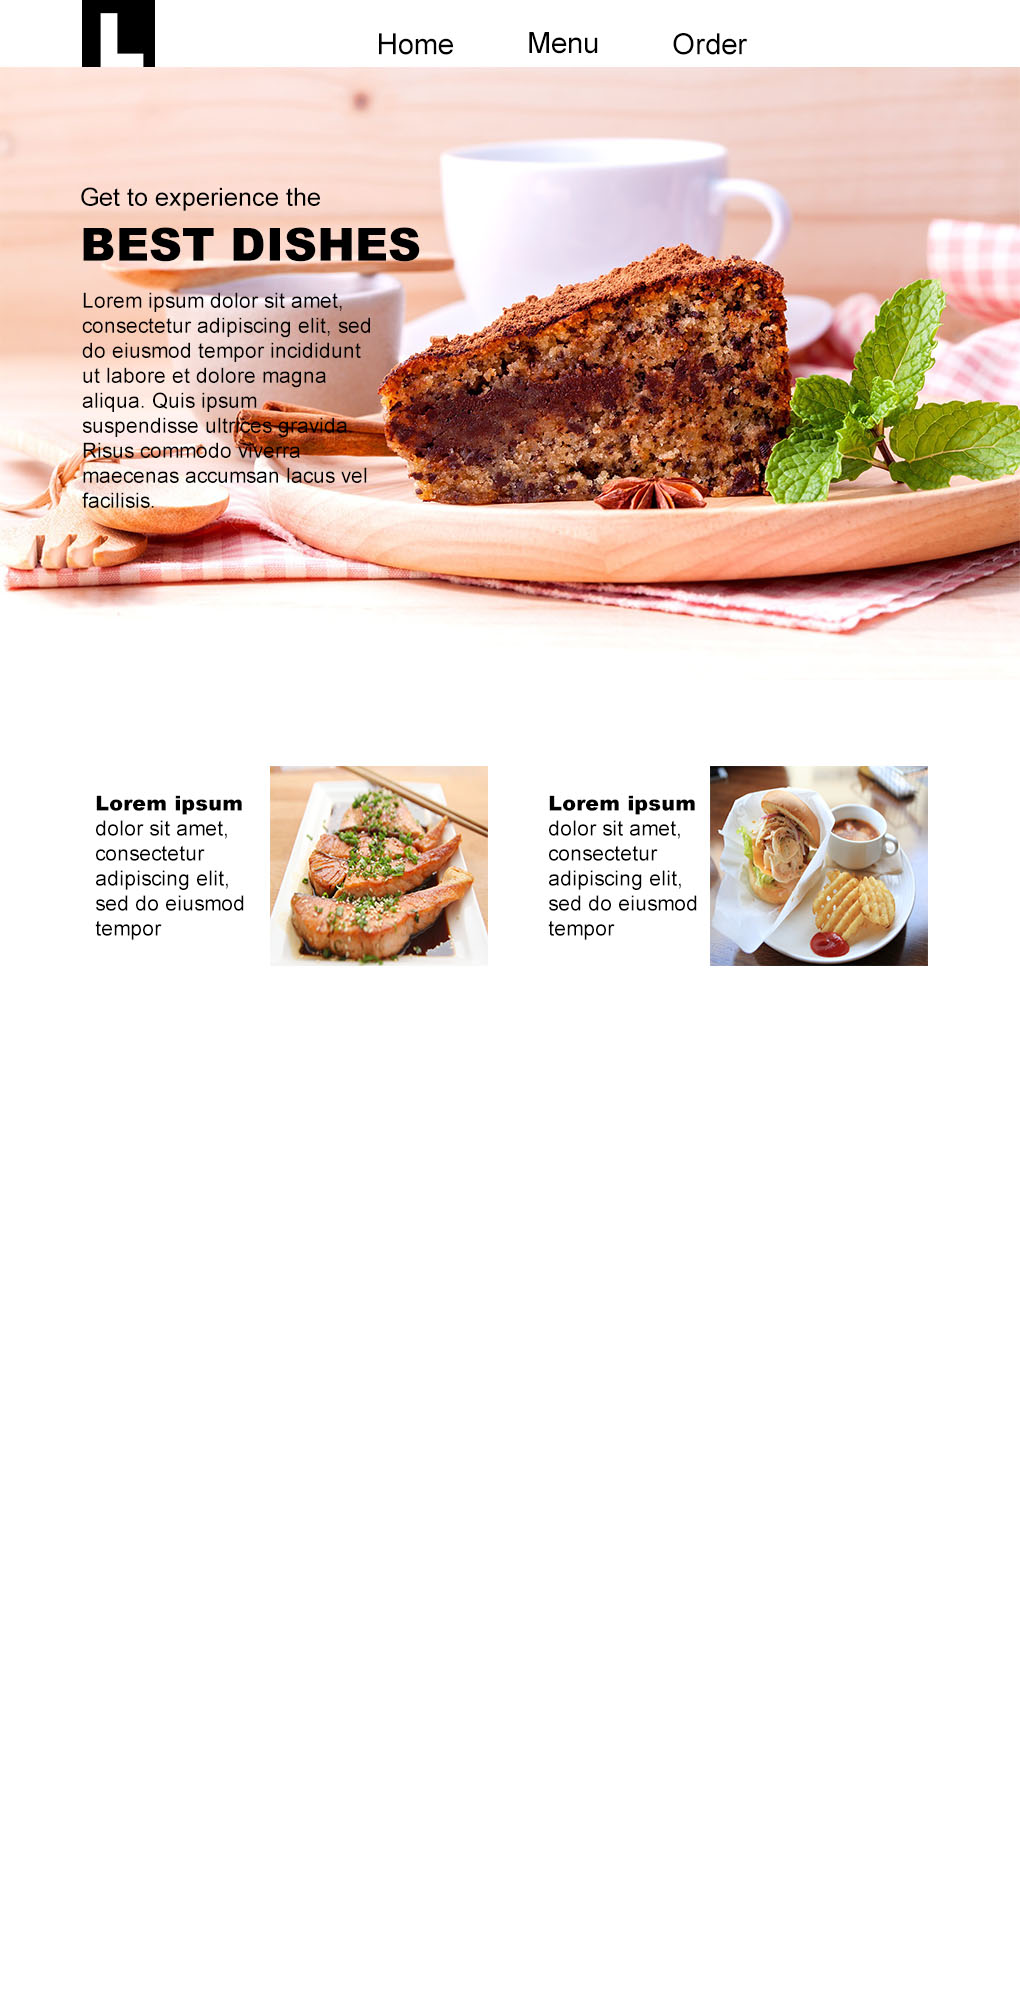 L
Home Menu Order
Get to experience the
BEST DISHES
Lorem ipsum dolor sit amet,
consectetur adipiscing elit, sed
do eiusmod tempor incididunt
ut labore et dolore magna
aliqua. Quis ipsum
suspendisse ultrices gravida.
Risus commodo viverra
maecenas accumsan lacus vel
facilisis.
Lorem ipsum
dolor sit amet,
consectetur
adipiscing elit,
sed do eiusmod
tempor
Lorem ipsum
dolor sit amet,
consectetur
adipiscing elit,
sed do eiusmod
tempor